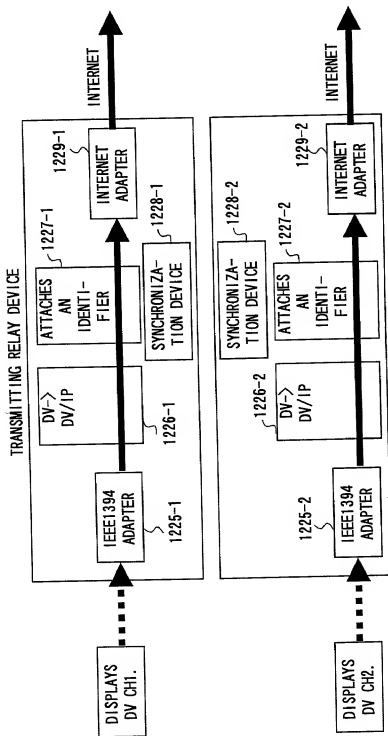 TRANSMITTING RELAY DEVICE
DISPLAYS
DV CH1.
IEEE1394
ADAPTER
1225-1
DV->
DV/IP
1226-1
ATTACHES
AN
IDENTI-
FIER
1227-1
SYNCHRONIZA-
TION DEVICE
1228-1
INTERNET
ADAPTER
1229-1
INTERNET
DISPLAYS
DV CH2.
IEEE1394
ADAPTER
1225-2
DV->
DV/IP
1226-2
SYNCHRONIZA-
TION DEVICE
1228-2
ATTACHES
AN
IDENTI-
FIER
1227-2
INTERNET
ADAPTER
1229-2
INTERNET